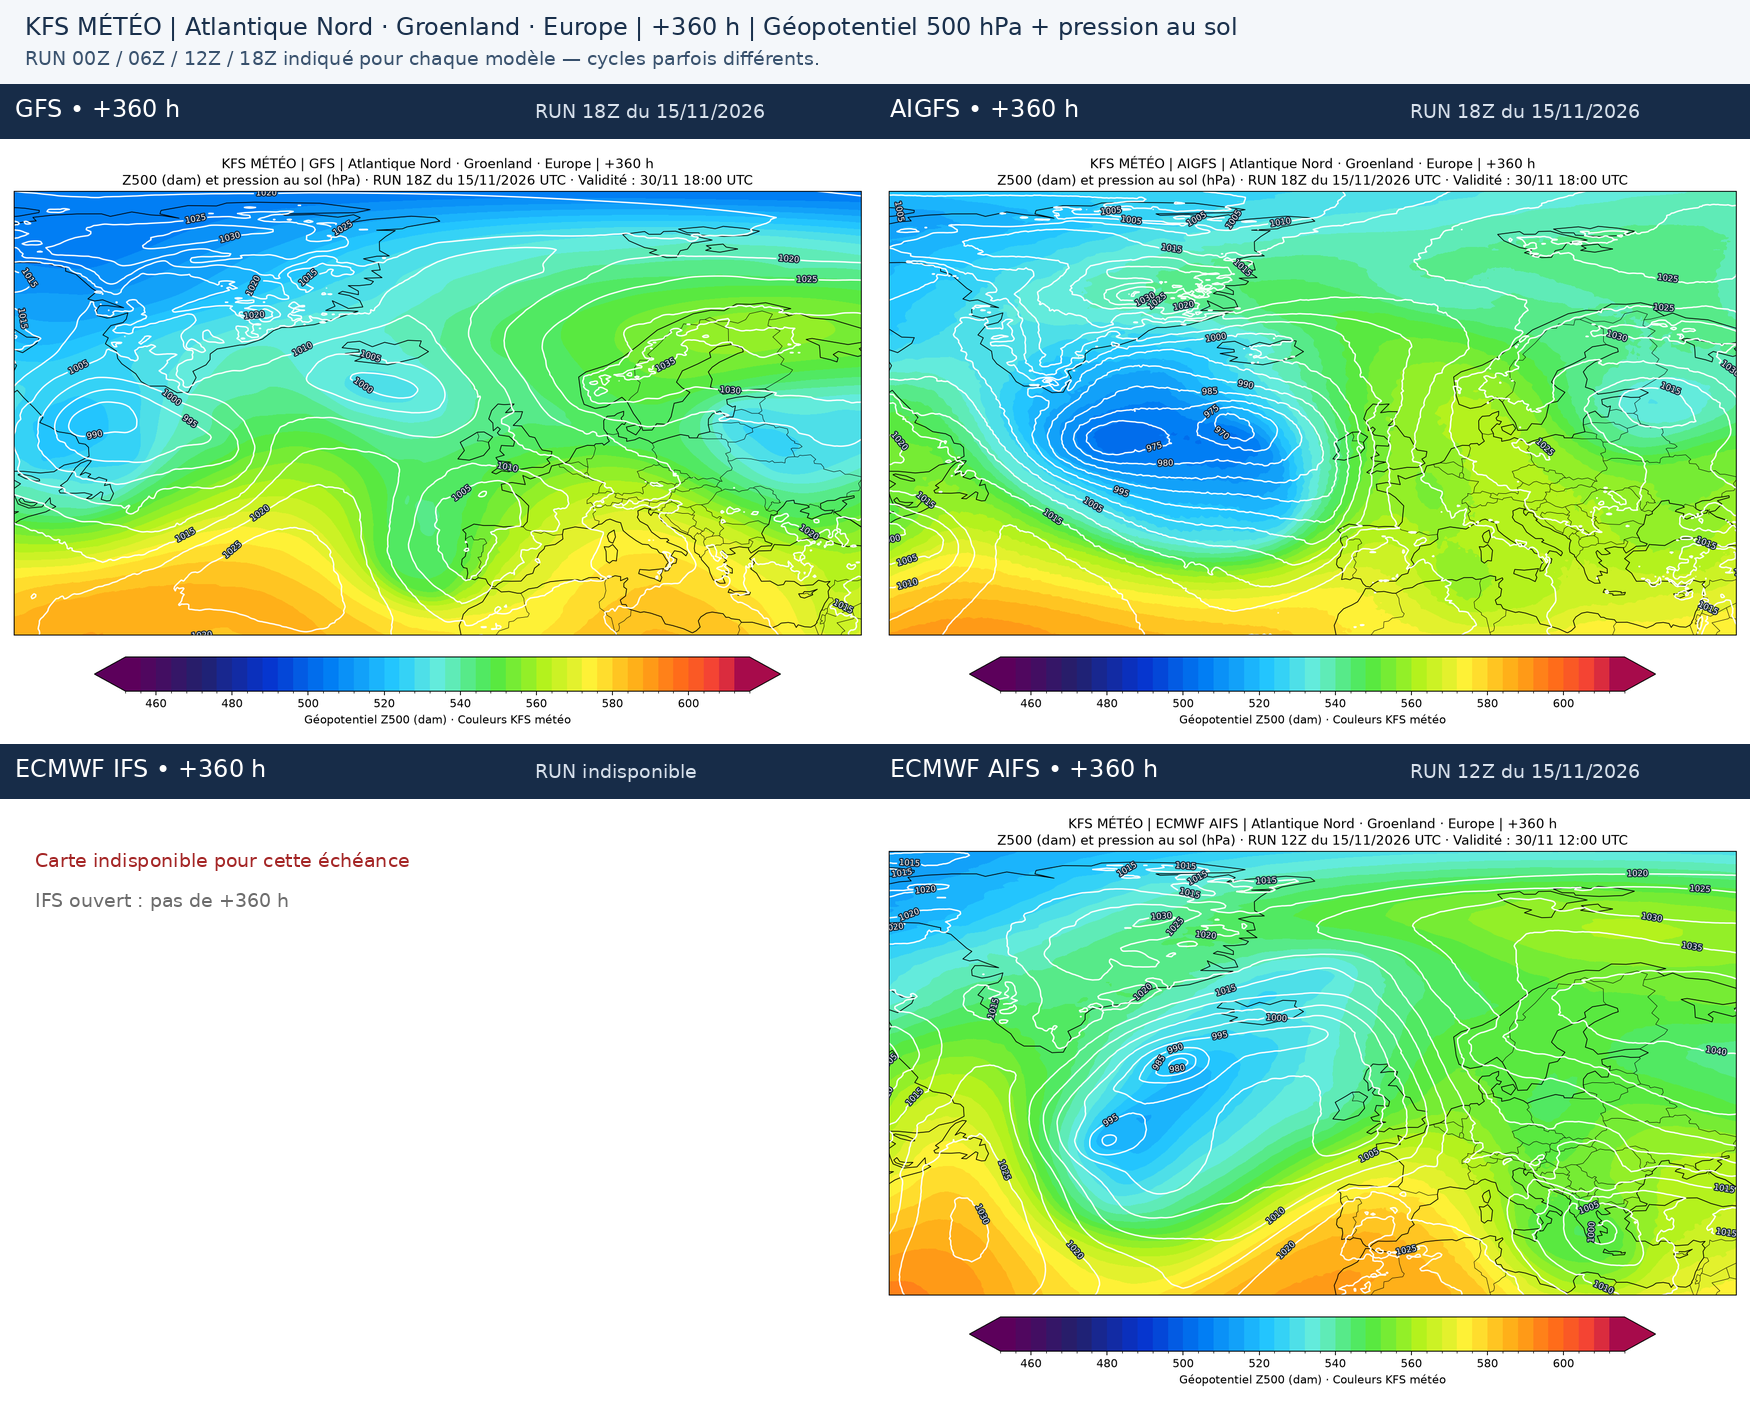 KFS MÉTÉO | Atlantique Nord · Groenland · Europe | +360 h | Géopotentiel 500 hPa + pression au sol
RUN 00Z / 06Z / 12Z / 18Z indiqué pour chaque modèle — cycles parfois différents.
GFS • +360 h
RUN 18Z du 15/11/2026
AIGFS • +360 h
RUN 18Z du 15/11/2026
KFS MÉTÉO | GFS | Atlantique Nord · Groenland · Europe | +360 h
Z500 (dam) et pression au sol (hPa) · RUN 18Z du 15/11/2026 UTC · Validité : 30/11 18:00 UTC
460 480 500 520 540 560 580 600
Géopotentiel Z500 (dam) · Couleurs KFS météo
KFS MÉTÉO | AIGFS | Atlantique Nord · Groenland · Europe | +360 h
Z500 (dam) et pression au sol (hPa) · RUN 18Z du 15/11/2026 UTC · Validité : 30/11 18:00 UTC
460 480 500 520 540 560 580 600
Géopotentiel Z500 (dam) · Couleurs KFS météo
ECMWF IFS • +360 h
RUN indisponible
Carte indisponible pour cette échéance
IFS ouvert : pas de +360 h
ECMWF AIFS • +360 h
RUN 12Z du 15/11/2026
KFS MÉTÉO | ECMWF AIFS | Atlantique Nord · Groenland · Europe | +360 h
Z500 (dam) et pression au sol (hPa) · RUN 12Z du 15/11/2026 UTC · Validité : 30/11 12:00 UTC
460 480 500 520 540 560 580 600
Géopotentiel Z500 (dam) · Couleurs KFS météo